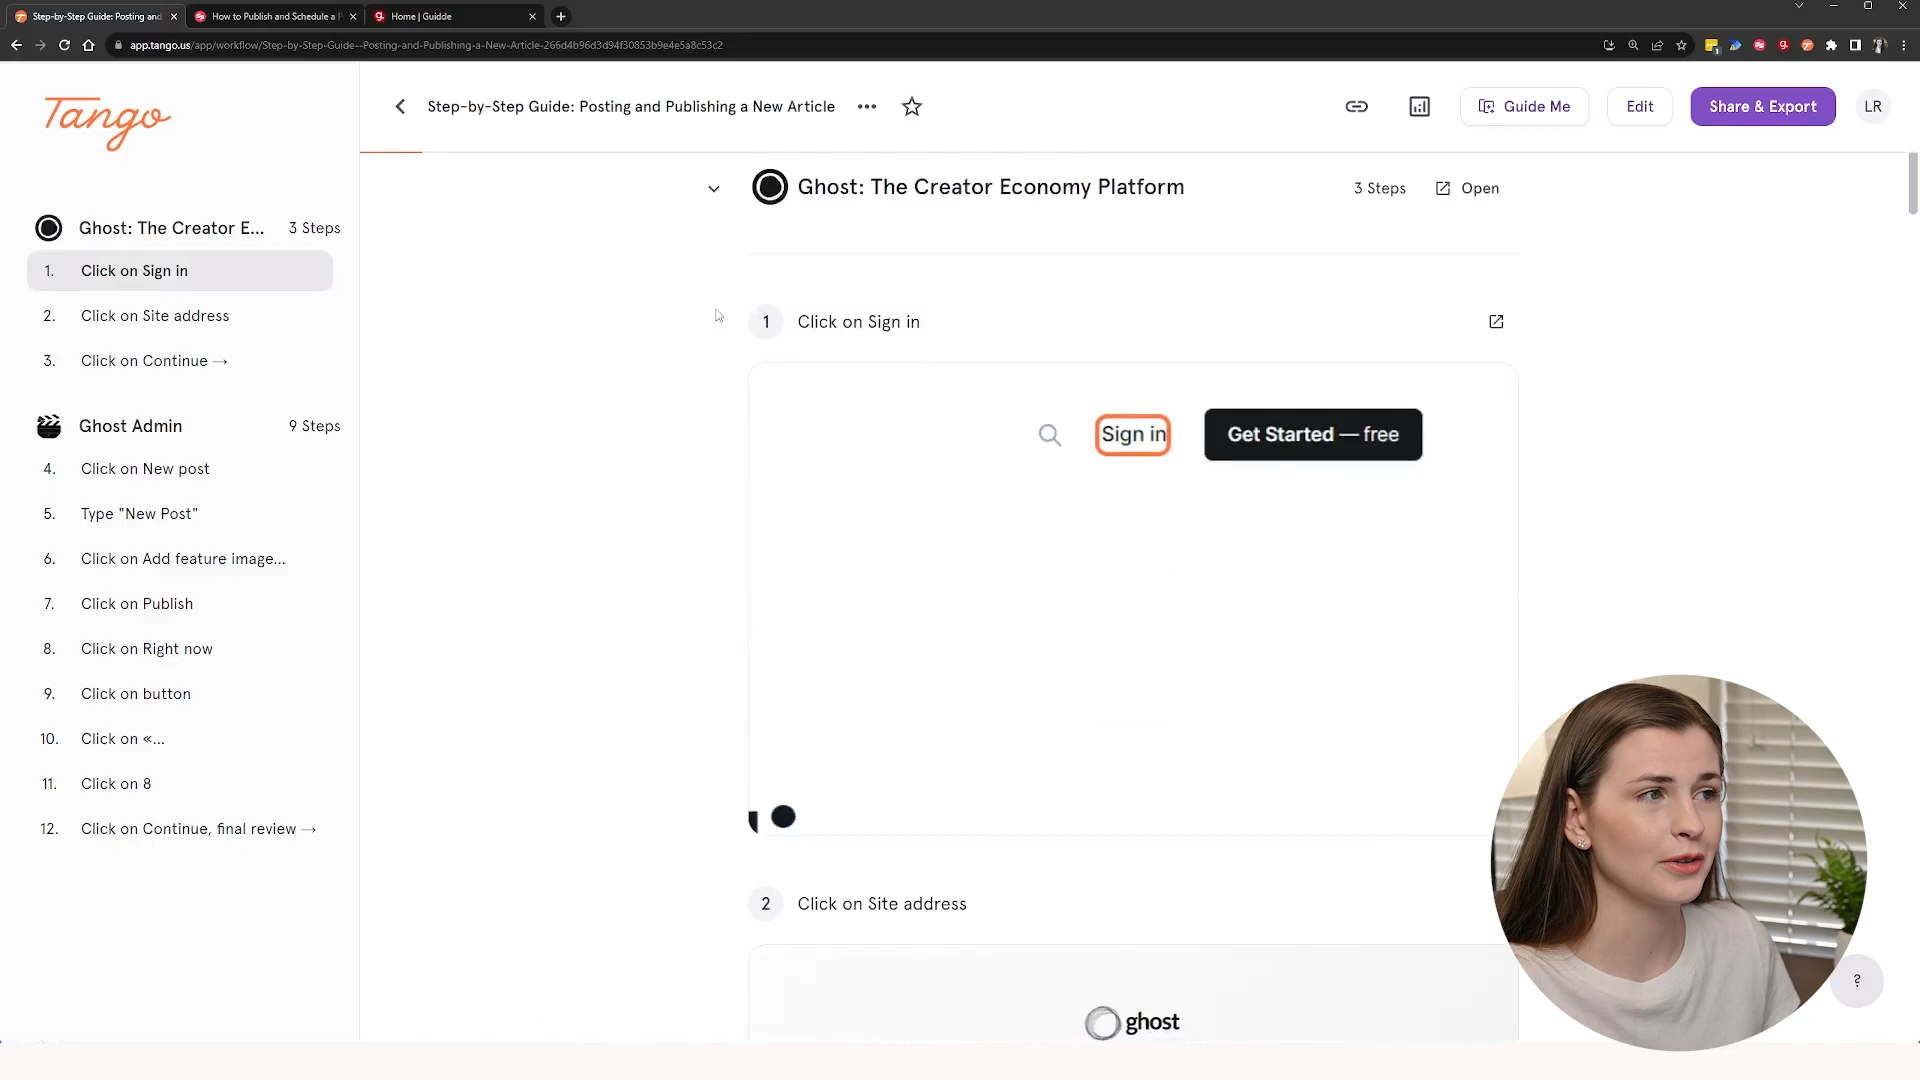 Step-by-Step Guide: Posting and
How to Publish and Schedule a P
Home | Guidde
app.tango.us/app/workflow/Step-by-Step-Guide--Posting-and-Publishing-a-New-Article-266d4b96d3d94f30853b9e4e5a8c53c2
Tango
Step-by-Step Guide: Posting and Publishing a New Article
Guide Me
Edit
Share & Export
LR
Ghost: The Creator E... 3 Steps
1. Click on Sign in
2. Click on Site address
3. Click on Continue →
Ghost Admin 9 Steps
4. Click on New post
5. Type "New Post"
6. Click on Add feature image...
7. Click on Publish
8. Click on Right now
9. Click on button
10. Click on «...
11. Click on 8
12. Click on Continue, final review →
Ghost: The Creator Economy Platform
3 Steps
Open
1 Click on Sign in
Sign in
Get Started — free
2 Click on Site address
ghost
?